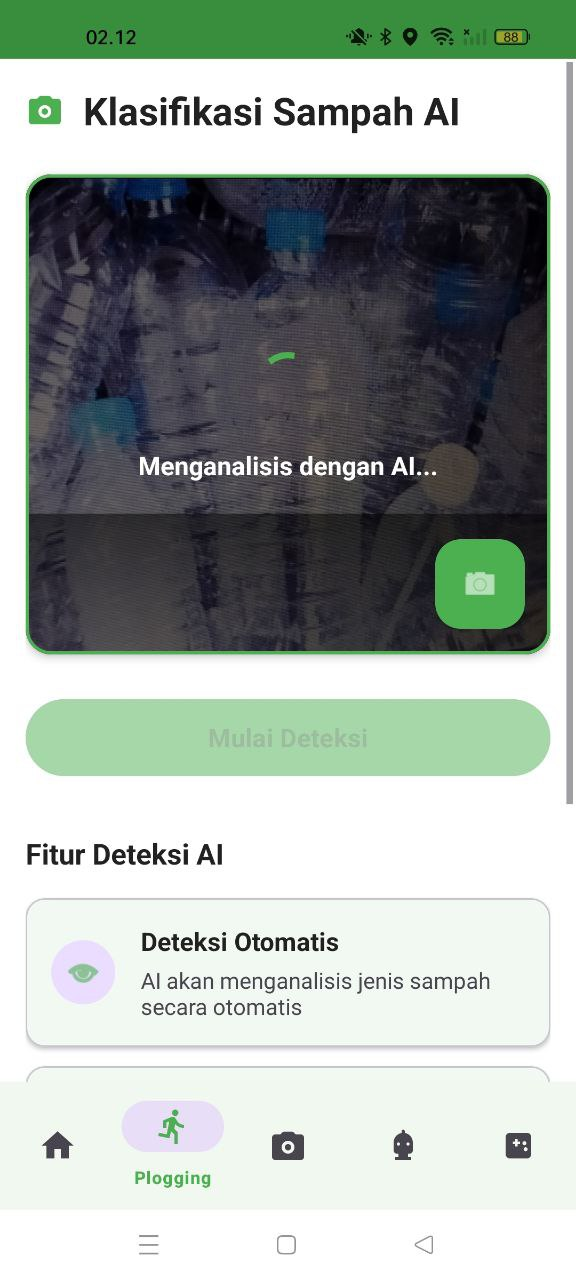 02.12
88
Klasifikasi Sampah AI
Menganalisis dengan AI...
Mulai Deteksi
Fitur Deteksi AI
Deteksi Otomatis
AI akan menganalisis jenis sampah
secara otomatis
Plogging